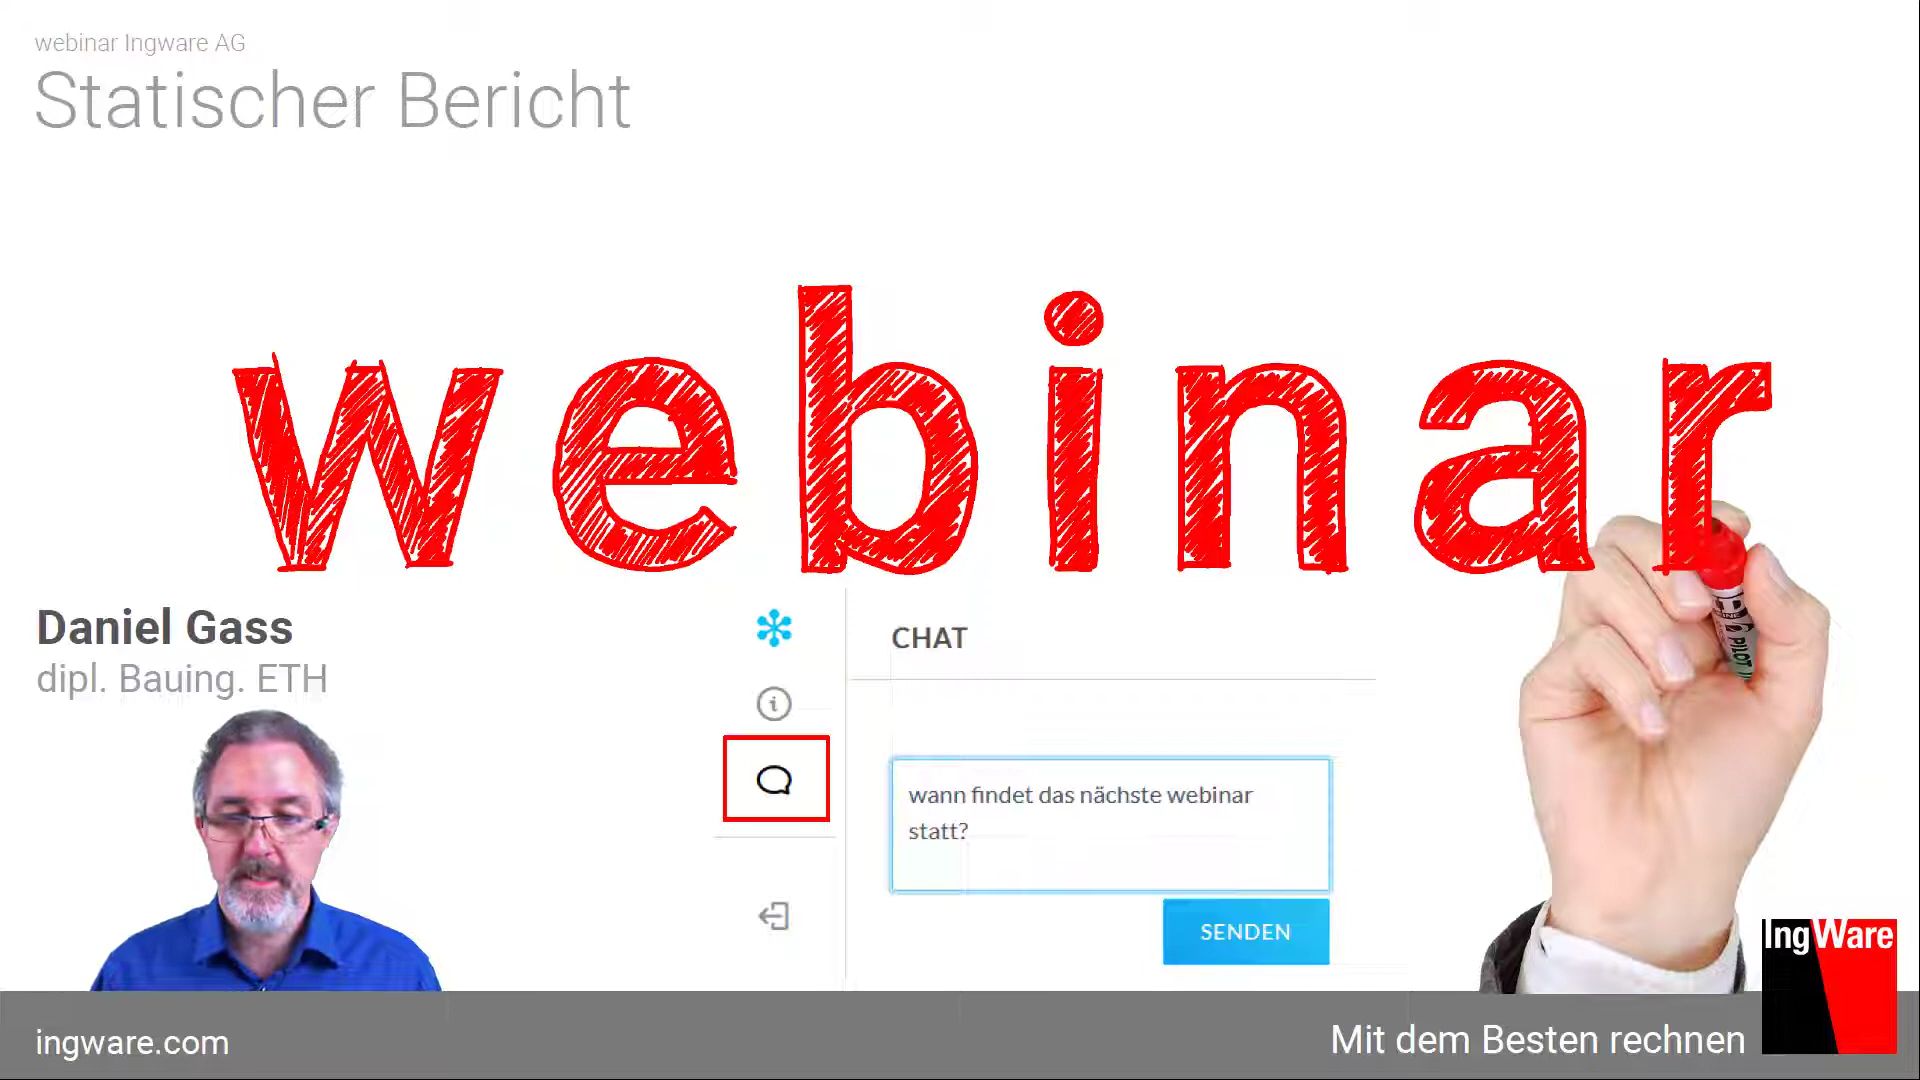 webinar Ingware AG
Statischer Bericht
webinar
Daniel Gass
dipl. Bauing. ETH
CHAT
wann findet das nächste webinar
statt?
SENDEN
PILOT
IngWare
ingware.com
Mit dem Besten rechnen